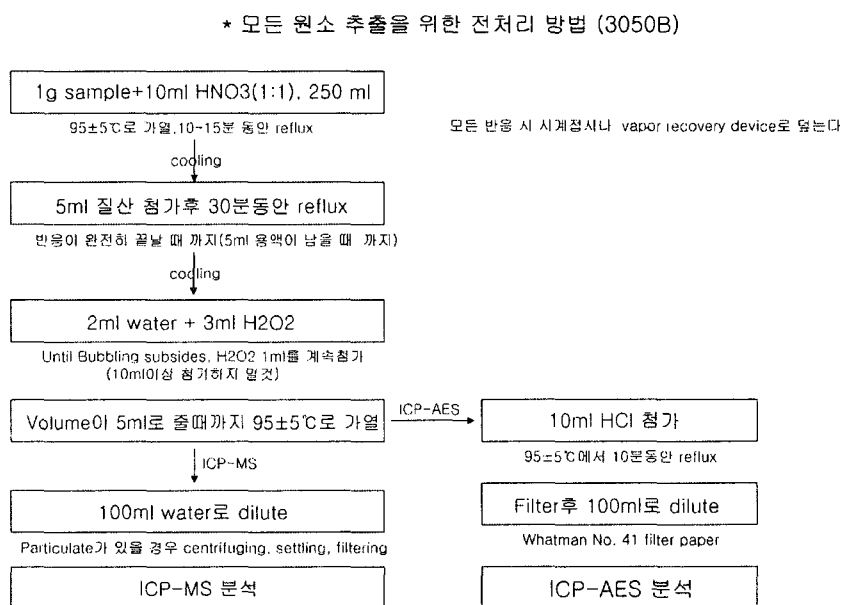 * 모든 원소 추출을 위한 전처리 방법 (3050B)
1g sample+10ml HNO3(1:1), 250 ml
95±5℃로 가열,10-15분 동안 reflux
모든 반응 시 시계접시나 vapor recovery device로 덮는다
cooling
5ml 질산 첨가후 30분동안 reflux
반응이 완전히 끝날 때 까지(5ml 용액이 남을 때 까지)
cooling
2ml water + 3ml H2O2
Until Bubbling subsides, H2O2 1ml를 계속첨가
(10ml이상 첨가하지 말것)
Volume이 5ml로 줄때까지 95±5℃로 가열
ICP-AES
10ml HCl 첨가
95±5℃에서 10분동안 reflux
ICP-MS
100ml water로 dilute
Filter후 100ml로 dilute
Particulate가 있을 경우 centrifuging, settling, filtering
Whatman No. 41 filter paper
ICP-MS 분석
ICP-AES 분석